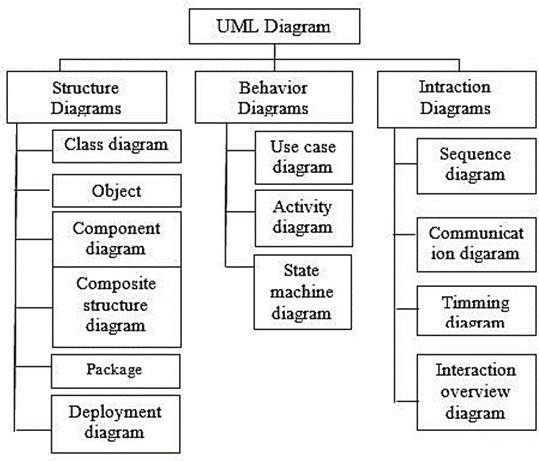 UML Diagram
Structure
Diagrams
Class diagram
Object
Component
diagram
Composite
structure
diagram
Package
Deployment
diagram
Behavior
Diagrams
Use case
diagram
Activity
diagram
State
machine
diagram
Intraction
Diagrams
Sequence
diagram
Communicat
ion digaram
Timming
diagram
Interaction
overview
diagram